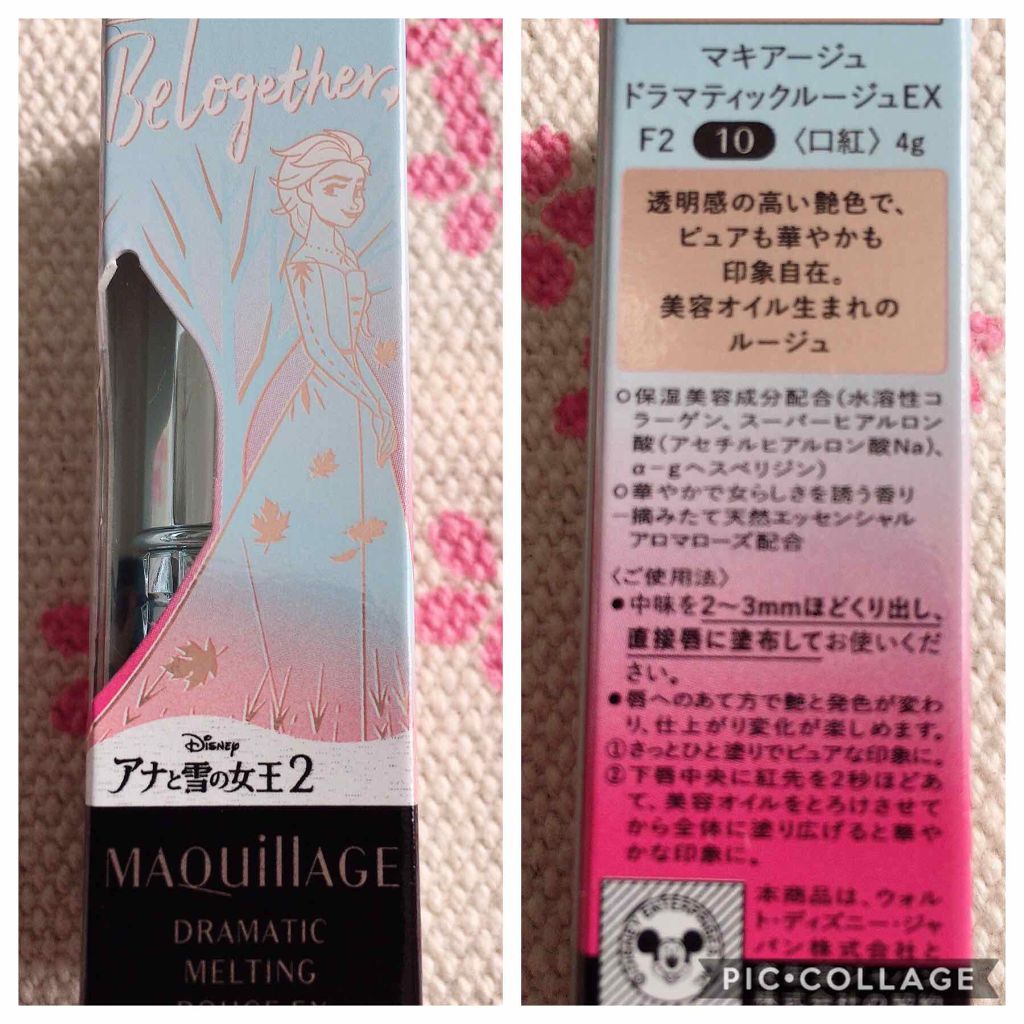 Be Together
Disney
アナと雪の女王2
MAQuillAGE
DRAMATIC
MELTING
ROUGE EX
マキアージュ
ドラマティックルージュEX
F2 10 〈口紅〉 4g
透明感の高い艶色で、
ピュアも華やかも
印象自在。
美容オイル生まれの
ルージュ
○保湿美容成分配合(水溶性コ
ラーゲン、スーパーヒアルロン
酸(アセチルヒアルロン酸Na)、
α-gヘスペリジン)
○華やかで女らしさを誘う香り
―摘みたて天然エッセンシャル
アロマローズ配合
〈ご使用法〉
●中味を2～3mmほどくり出し、
直接唇に塗布してお使いくだ
さい。
●唇へのあて方で艶と発色が変わ
り、仕上がり変化が楽しめます。
①さっとひと塗りでピュアな印象に。
②下唇中央に紅先を2秒ほどあ
て、美容オイルをとろけさせて
から全体に塗り広げると華や
かな印象に。
本商品は、ウォル
ト・ディズニー・ジャ
パン株式会社と
PIC•COLLAGE